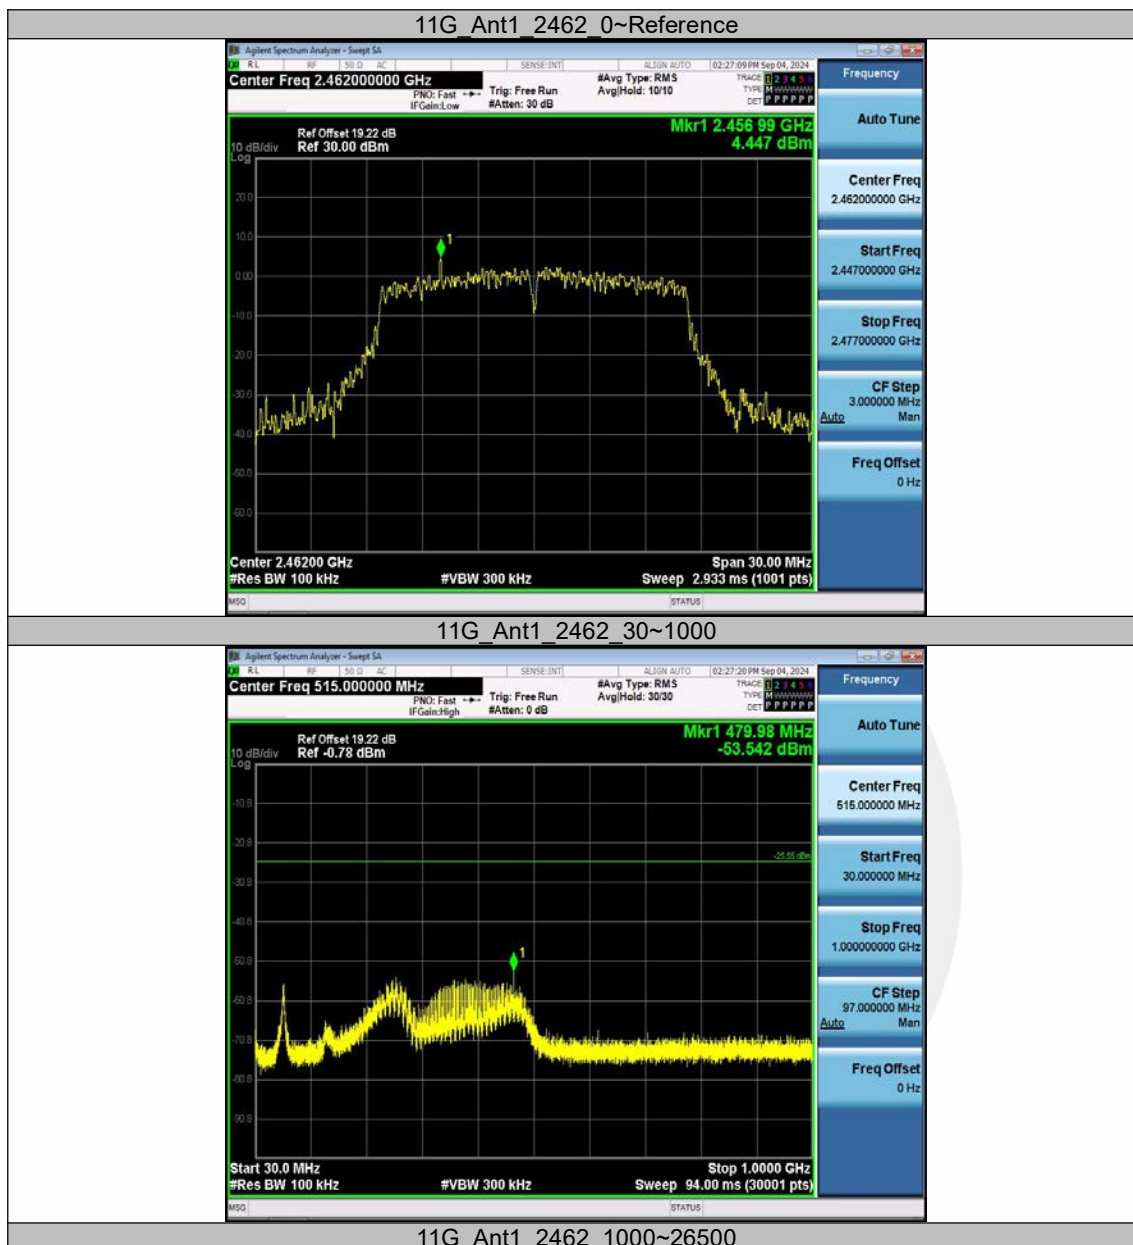 11G_Ant1_2462_0~Reference
Agilent Spectrum Analyzer - Swept SA
RL RF 50 Ω AC SENSE:INT ALIGN AUTO 02:27:09 PM Sep 04, 2024
Center Freq 2.462000000 GHz
PNO: Fast
IFGain:Low
Trig: Free Run
#Atten: 30 dB
#Avg Type: RMS
Avg|Hold: 10/10
TRACE 1 2 3 4 5 6
TYPE M
DET P P P P P P
Frequency
Mkr1 2.456 99 GHz
4.447 dBm
Ref Offset 19.22 dB
10 dB/div Ref 30.00 dBm
Log
20.0
10.0
0.00
-10.0
-20.0
-30.0
-40.0
-50.0
-60.0
1
Auto Tune
Center Freq
2.462000000 GHz
Start Freq
2.447000000 GHz
Stop Freq
2.477000000 GHz
CF Step
3.000000 MHz
Auto Man
Freq Offset
0 Hz
Center 2.46200 GHz Span 30.00 MHz
#Res BW 100 kHz #VBW 300 kHz Sweep 2.933 ms (1001 pts)
MSG STATUS
11G_Ant1_2462_30~1000
Agilent Spectrum Analyzer - Swept SA
RL RF 50 Ω AC SENSE:INT ALIGN AUTO 02:27:20 PM Sep 04, 2024
Center Freq 515.000000 MHz
PNO: Fast
IFGain:High
Trig: Free Run
#Atten: 0 dB
#Avg Type: RMS
Avg|Hold: 30/30
TRACE 1 2 3 4 5 6
TYPE M
DET P P P P P P
Frequency
Mkr1 479.98 MHz
-53.542 dBm
Ref Offset 19.22 dB
10 dB/div Ref -0.78 dBm
Log
-10.8
-20.8
-30.8
-40.8
-50.8
-60.8
-70.8
-80.8
-90.8
-25.55 dBm
1
Auto Tune
Center Freq
515.000000 MHz
Start Freq
30.000000 MHz
Stop Freq
1.000000000 GHz
CF Step
97.000000 MHz
Auto Man
Freq Offset
0 Hz
Start 30.0 MHz Stop 1.0000 GHz
#Res BW 100 kHz #VBW 300 kHz Sweep 94.00 ms (30001 pts)
MSG STATUS
11G_Ant1_2462_1000~26500